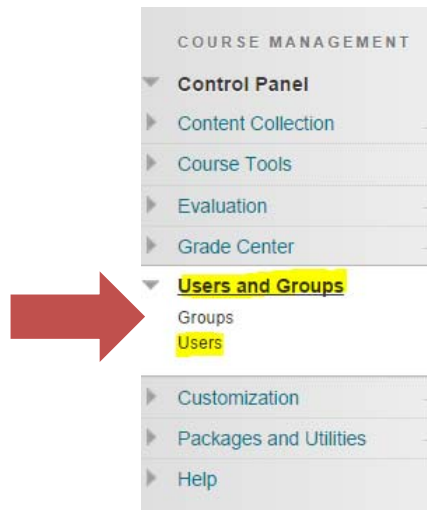 COURSE MANAGEMENT
Control Panel
Content Collection
Course Tools
Evaluation
Grade Center
Users and Groups
Groups
Users
Customization
Packages and Utilities
Help